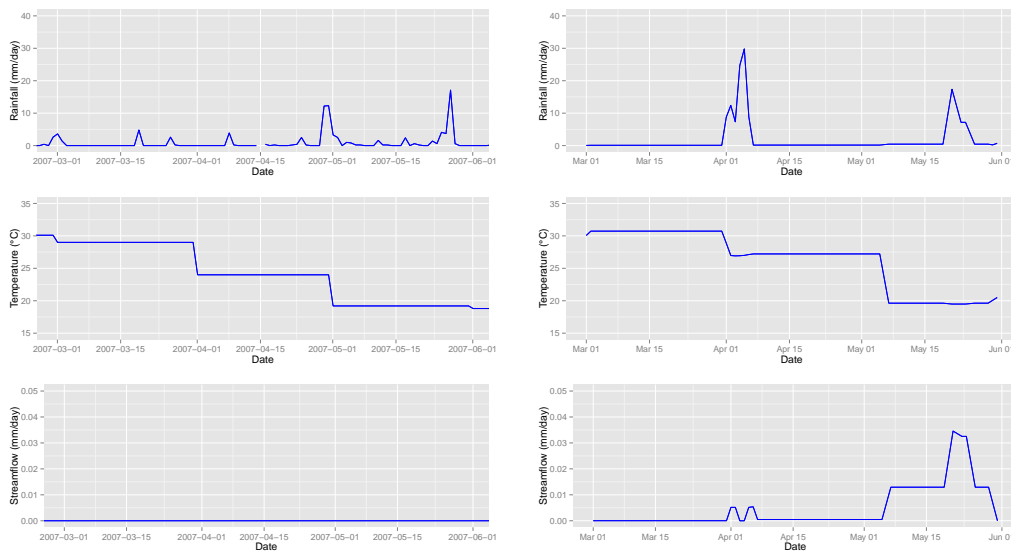 Rainfall (mm/day)
40
30
20
10
0
2007−03−01 2007−03−15 2007−04−01 2007−04−15 2007−05−01 2007−05−15 2007−06−01
Date
Rainfall (mm/day)
40
30
20
10
0
Mar 01 Mar 15 Apr 01 Apr 15 May 01 May 15 Jun 01
Date
Temperature (°C)
35
30
25
20
15
2007−03−01 2007−03−15 2007−04−01 2007−04−15 2007−05−01 2007−05−15 2007−06−01
Date
Temperature (°C)
35
30
25
20
15
Mar 01 Mar 15 Apr 01 Apr 15 May 01 May 15 Jun 0
Date
Streamflow (mm/day)
0.05
0.04
0.03
0.02
0.01
0.00
2007−03−01 2007−03−15 2007−04−01 2007−04−15 2007−05−01 2007−05−15 2007−06−01
Date
Streamflow (mm/day)
0.05
0.04
0.03
0.02
0.01
0.00
Mar 01 Mar 15 Apr 01 Apr 15 May 01 May 15 Jun 0
Date